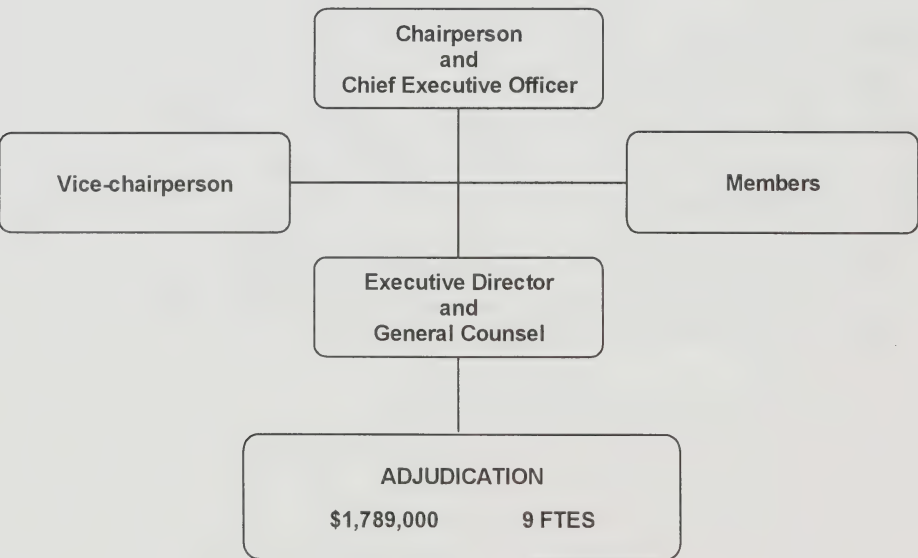 Chairperson
and
Chief Executive Officer
Vice-chairperson
Members
Executive Director
and
General Counsel
ADJUDICATION
$1,789,000 9 FTES